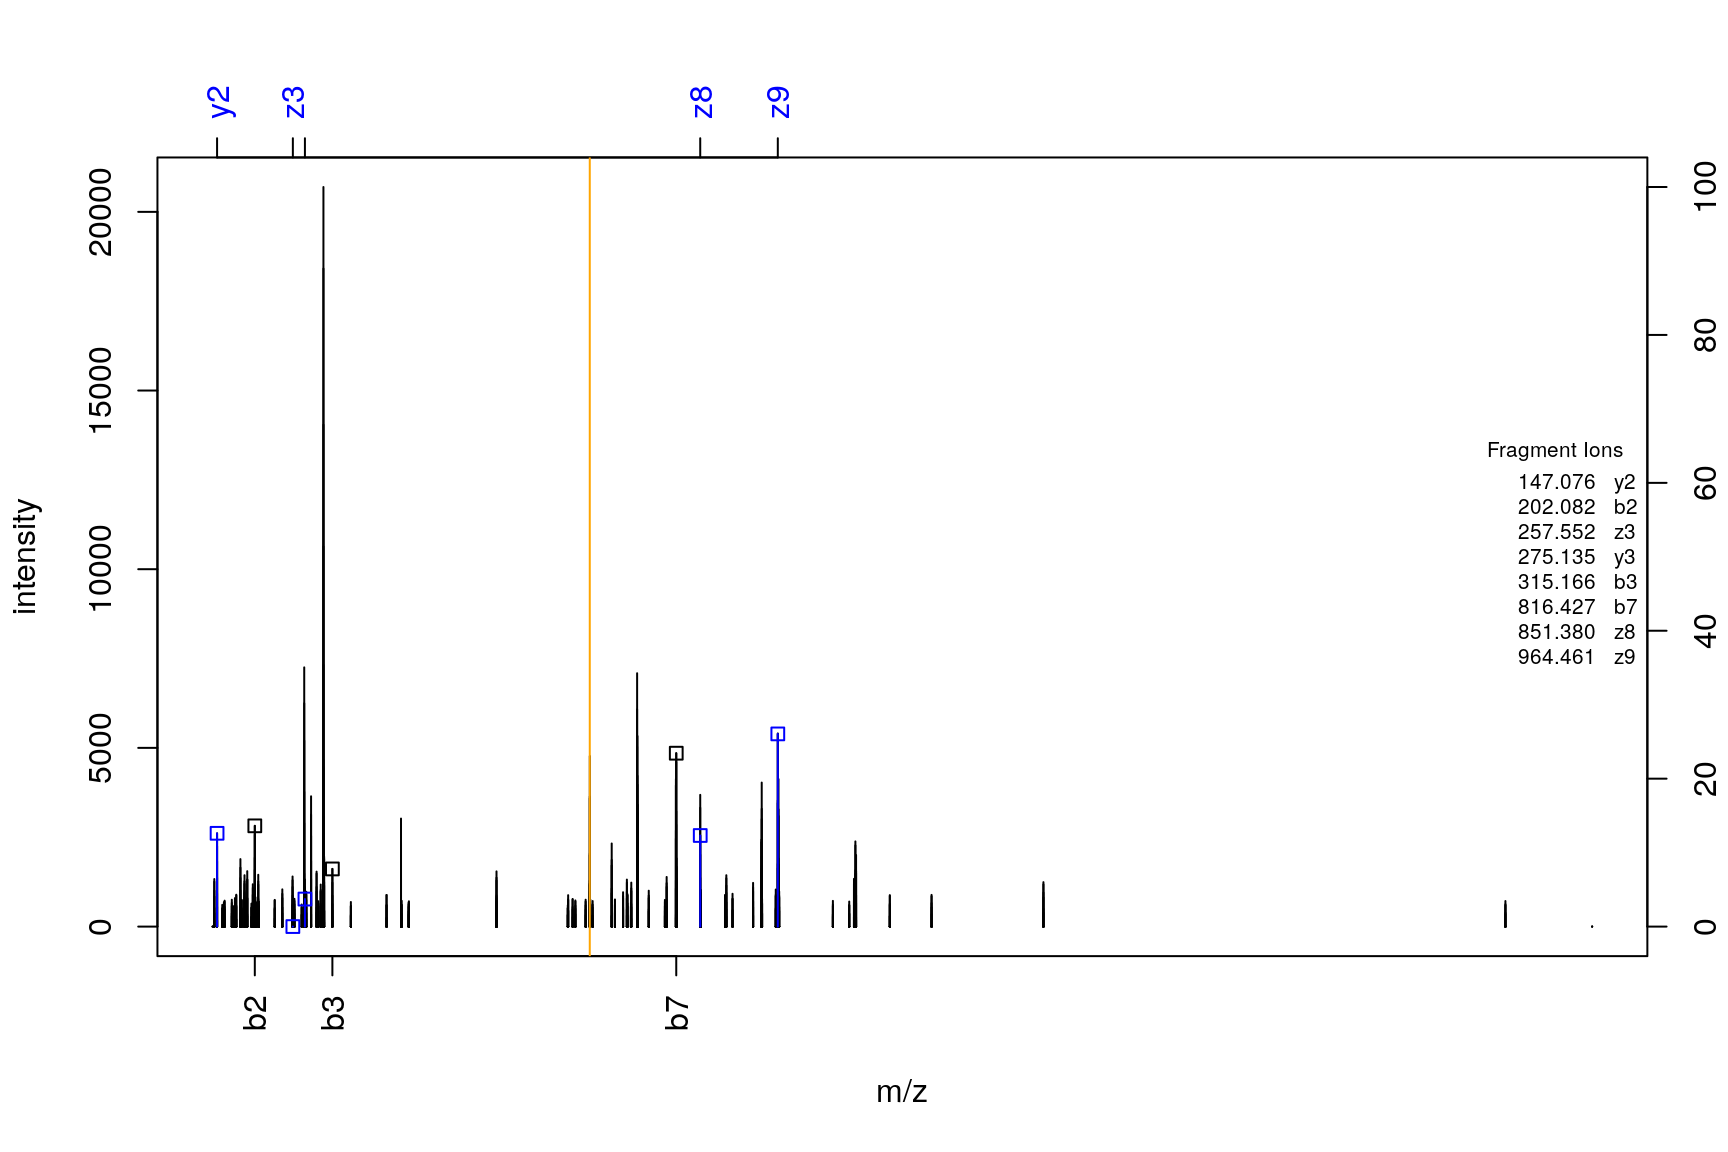 y2 z3 z8 z9
20000
15000
10000
5000
0
intensity
100
80
60
40
20
0
Fragment Ions
147.076 y2
202.082 b2
257.552 z3
275.135 y3
315.166 b3
816.427 b7
851.380 z8
964.461 z9
b2 b3 b7
m/z